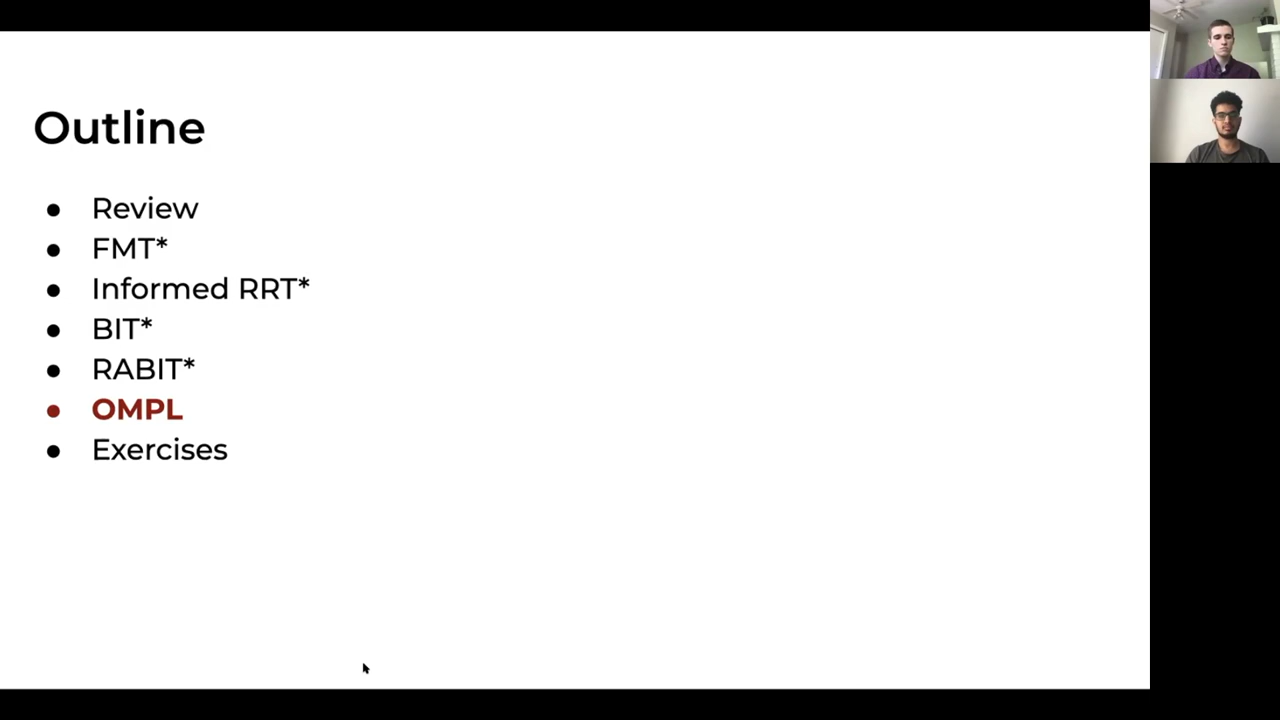 Outline
● Review
● FMT*
● Informed RRT*
● BIT*
● RABIT*
● OMPL
● Exercises